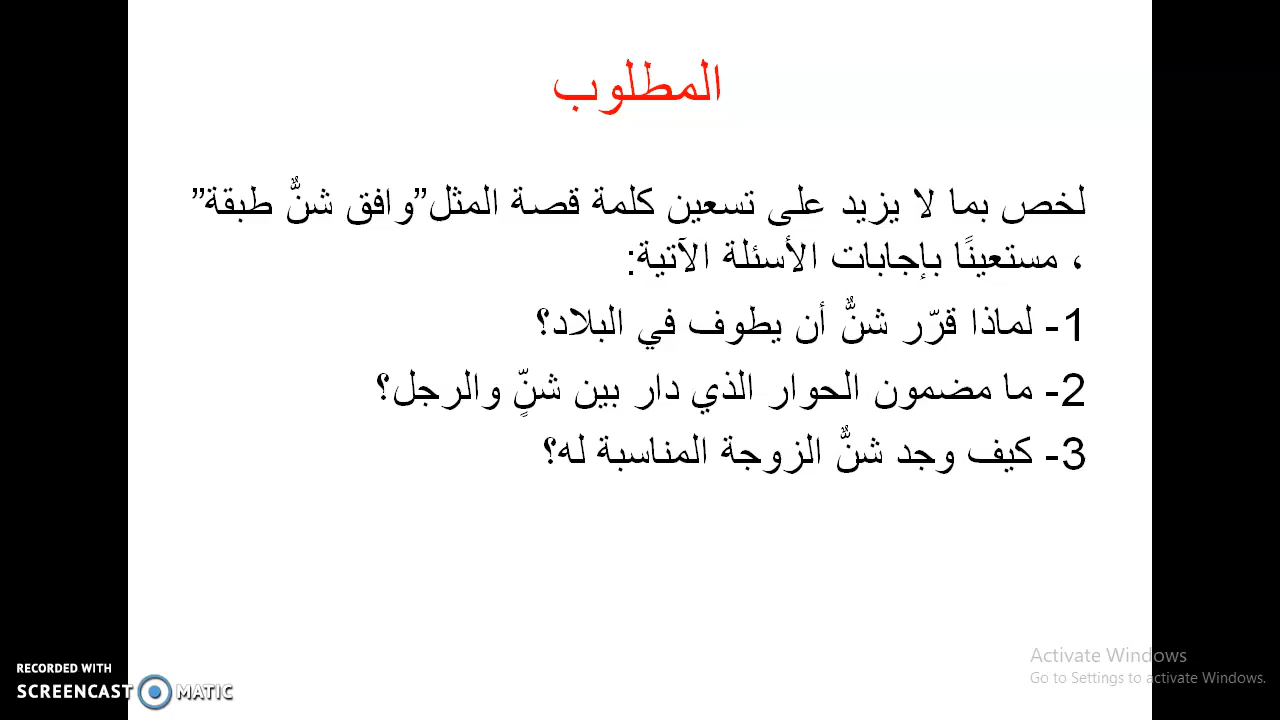 المطلوب
لخص بما لا يزيد على تسعين كلمة قصة المثل"وافق شنٌّ طبقة"
، مستعينًا بإجابات الأسئلة الآتية:
1- لماذا قرّر شنٌّ أن يطوف في البلاد؟
2- ما مضمون الحوار الذي دار بين شنٍّ والرجل؟
3- كيف وجد شنٌّ الزوجة المناسبة له؟
Activate Windows
Go to Settings to activate Windows.
RECORDED WITH
SCREENCAST MATIC